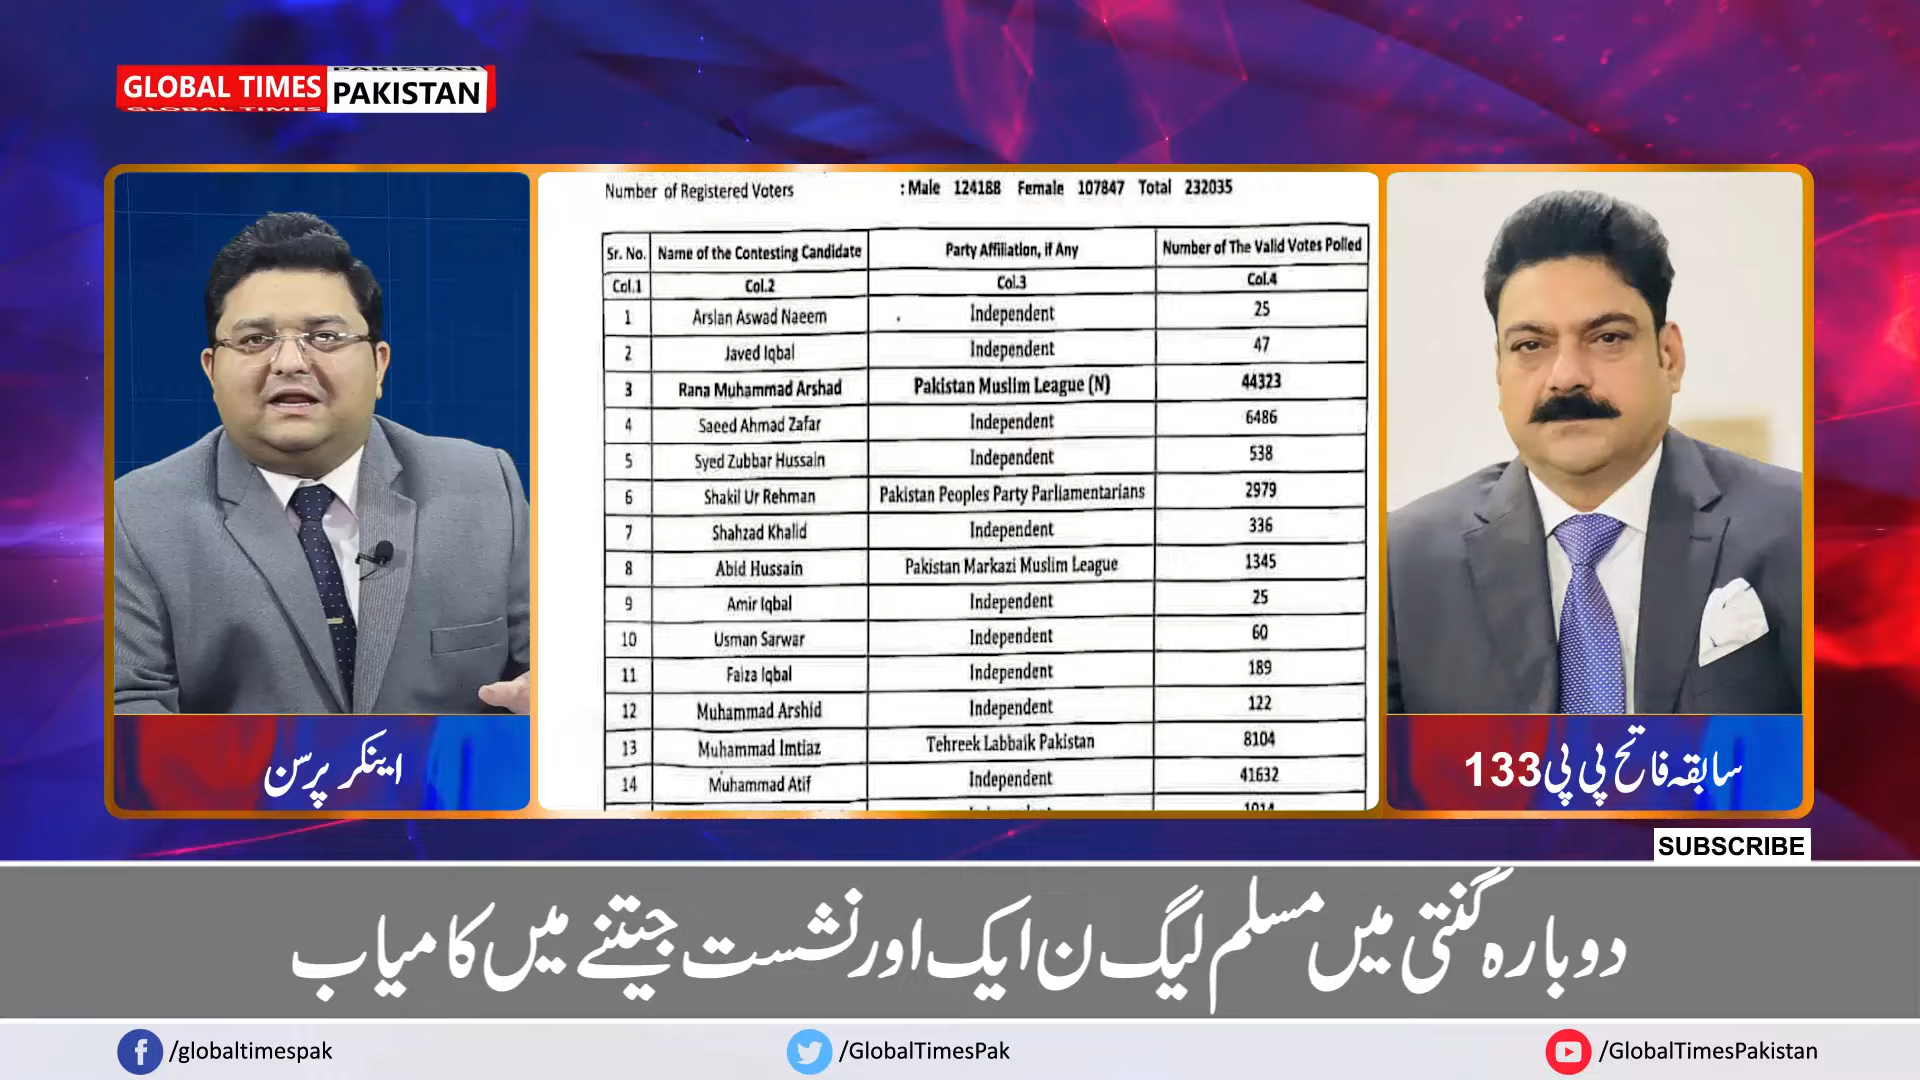 GLOBAL TIMES PAKISTAN
Number of Registered Voters : Male 124188 Female 107847 Total 232035
Sr. No. Name of the Contesting Candidate Party Affiliation, if Any Number of The Valid Votes Polled
Col.1 Col.2 Col.3 Col.4
1 Arslan Aswad Naeem Independent 25
2 Javed Iqbal Independent 47
3 Rana Muhammad Arshad Pakistan Muslim League (N) 44323
4 Saeed Ahmad Zafar Independent 6486
5 Syed Zubbar Hussain Independent 538
6 Shakil Ur Rehman Pakistan Peoples Party Parliamentarians 2979
7 Shahzad Khalid Independent 336
8 Abid Hussain Pakistan Markazi Muslim League 1345
9 Amir Iqbal Independent 25
10 Usman Sarwar Independent 60
11 Faiza Iqbal Independent 189
12 Muhammad Arshid Independent 122
13 Muhammad Imtiaz Tehreek Labbaik Pakistan 8104
14 Muhammad Atif Independent 41632
اینکر پرسن
سابقہ فاتح پی پی 133
SUBSCRIBE
دوبارہ گنتی میں مسلم لیگ ن ایک اور نشست جیتنے میں کامیاب
/globaltimespak
/GlobalTimesPak
/GlobalTimesPakistan